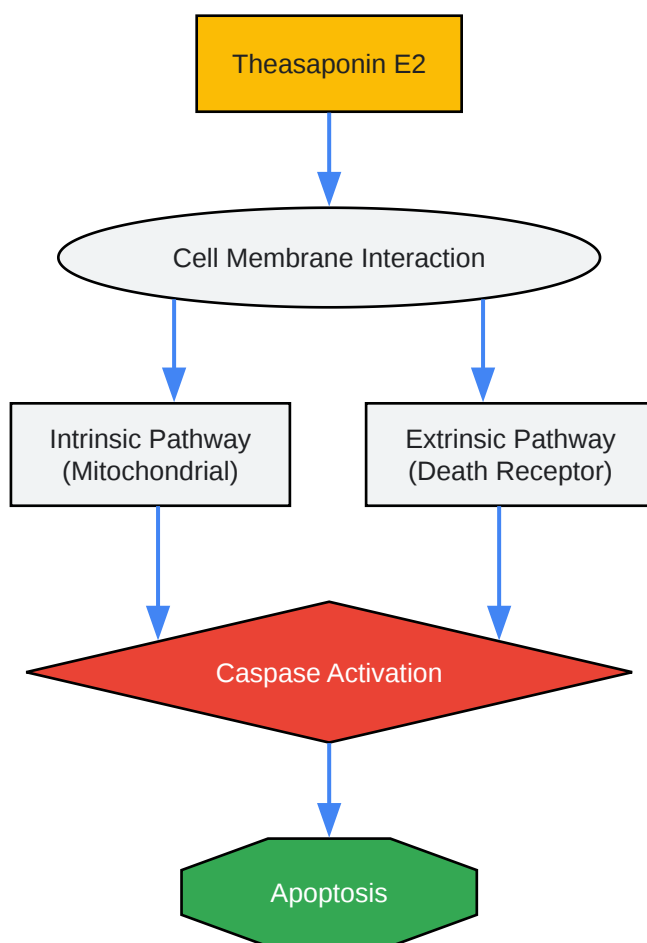 Theasaponin E2
Cell Membrane Interaction
Intrinsic Pathway
(Mitochondrial)
Extrinsic Pathway
(Death Receptor)
Caspase Activation
Apoptosis